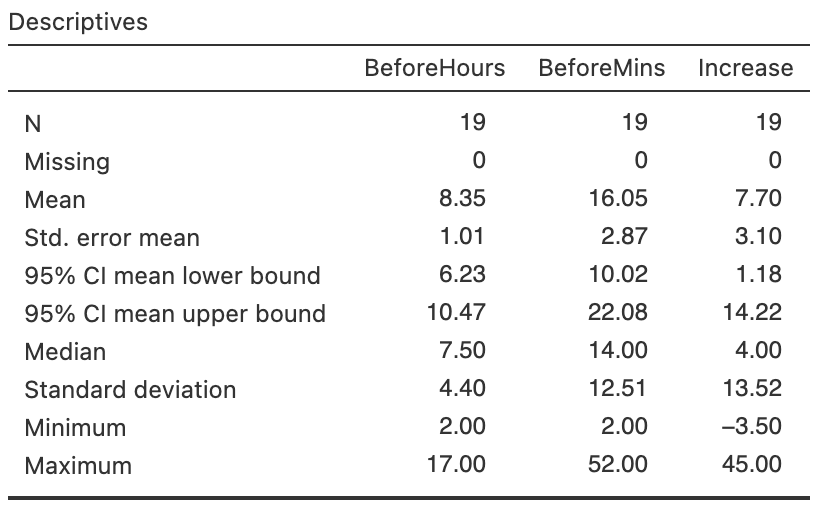 Descriptives
BeforeHours BeforeMins Increase
N 19 19 19
Missing 0 0 0
Mean 8.35 16.05 7.70
Std. error mean 1.01 2.87 3.10
95% CI mean lower bound 6.23 10.02 1.18
95% CI mean upper bound 10.47 22.08 14.22
Median 7.50 14.00 4.00
Standard deviation 4.40 12.51 13.52
Minimum 2.00 2.00 −3.50
Maximum 17.00 52.00 45.00